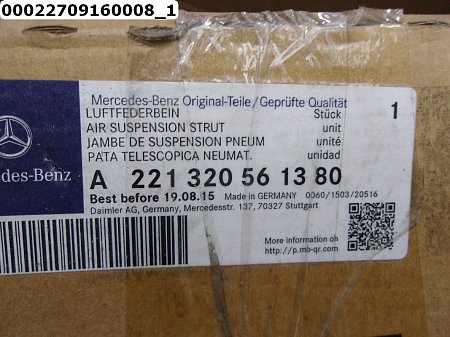 00022709160008_1
Mercedes-Benz Original-Teile/Geprüfte Qualität
LUFTFEDERBEIN Stück 1
AIR SUSPENSION STRUT unit
JAMBE DE SUSPENSION PNEUM unité
PATA TELESCOPICA NEUMAT. unidad
des-Benz
A 221 320 56 13 80
Best before 19.08.15 Made in GERMANY 0060/1503/20516
Daimler AG, Germany, Mercedesstr. 137, 70327 Stuttgart
More information on
http://p.mb-qr.com